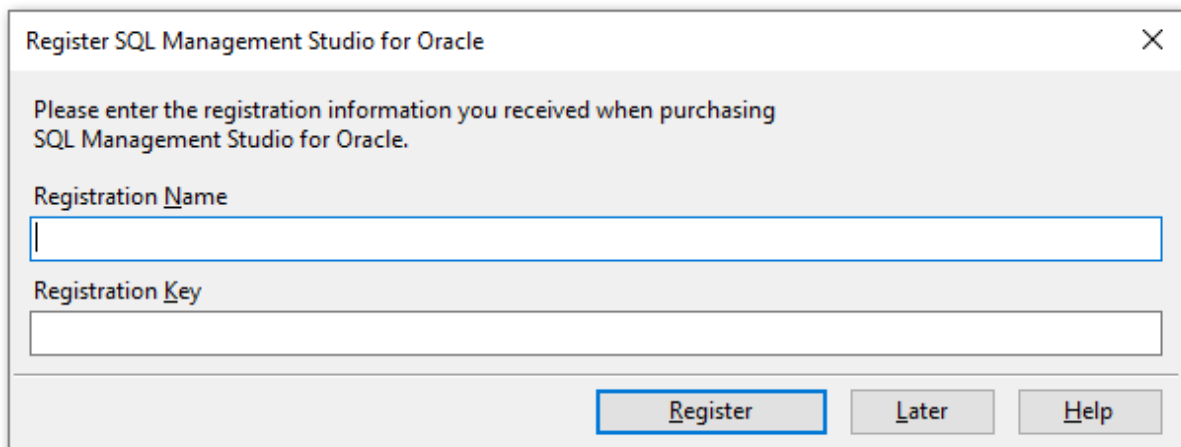 Register SQL Management Studio for Oracle
Please enter the registration information you received when purchasing
SQL Management Studio for Oracle.
Registration Name
Registration Key
Register Later Help